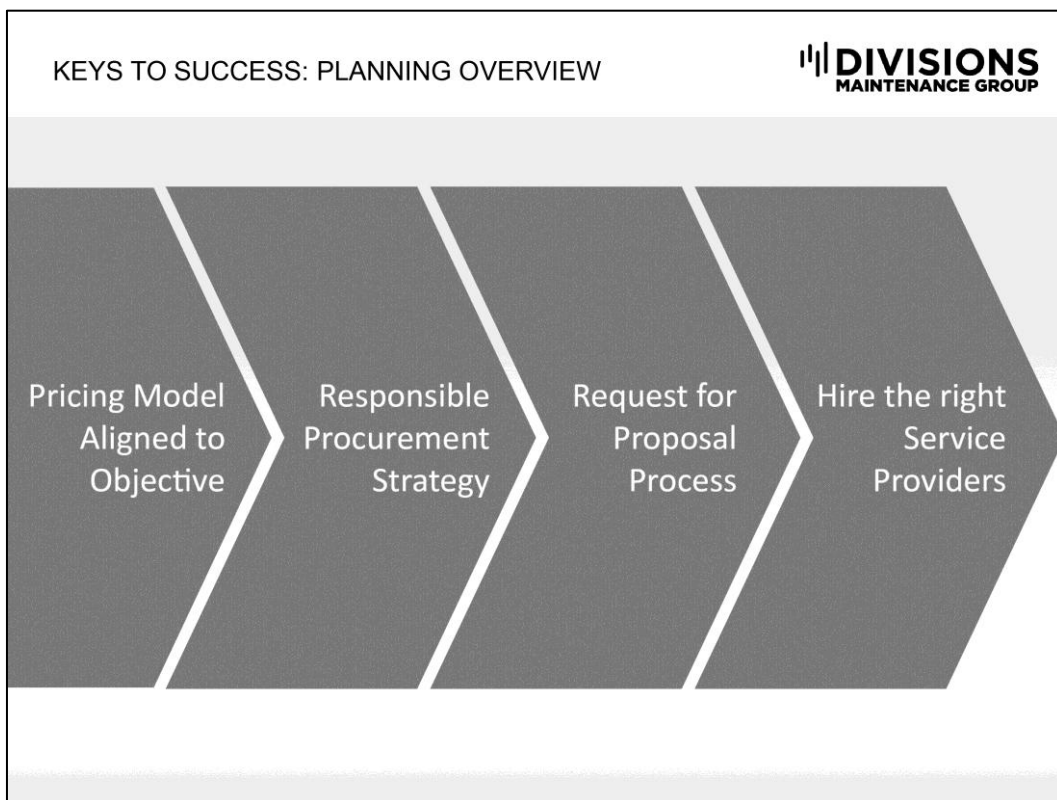 KEYS TO SUCCESS: PLANNING OVERVIEW
DIVISIONS
MAINTENANCE GROUP
Pricing Model
Aligned to
Objective
Responsible
Procurement
Strategy
Request for
Proposal
Process
Hire the right
Service
Providers